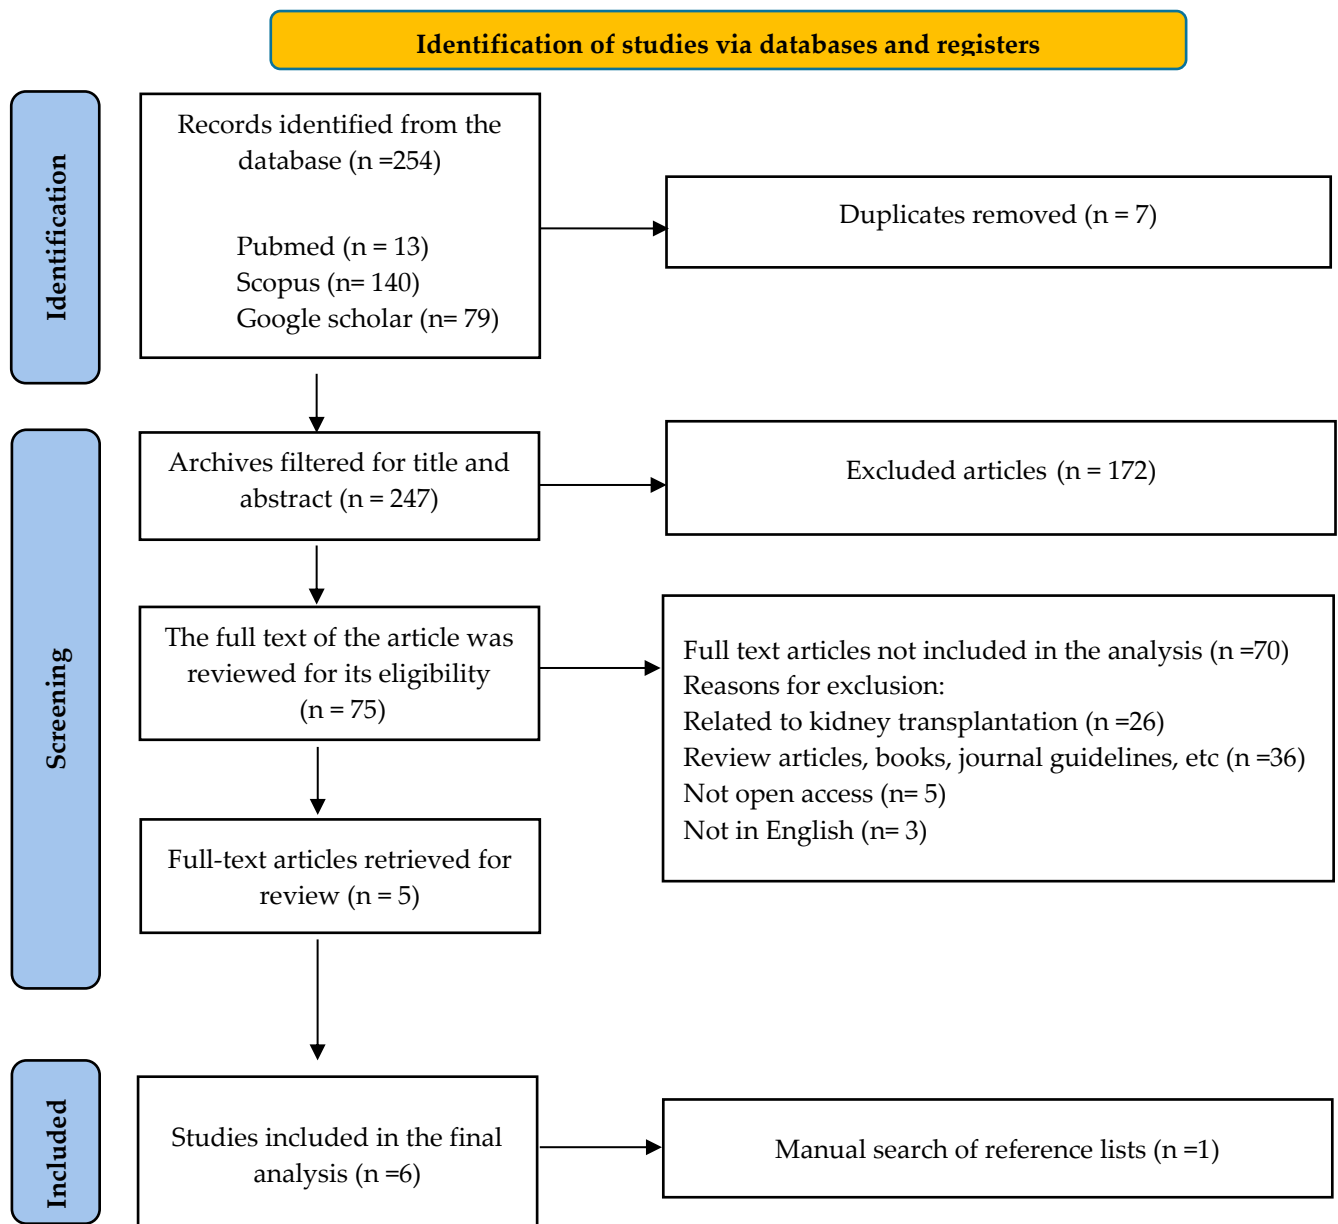 Identification of studies via databases and registers
Identification
Records identified from the
database (n =254)
Pubmed (n = 13)
Scopus (n= 140)
Google scholar (n= 79)
Duplicates removed (n = 7)
Screening
Archives filtered for title and
abstract (n = 247)
Excluded articles (n = 172)
The full text of the article was
reviewed for its eligibility
(n = 75)
Full text articles not included in the analysis (n =70)
Reasons for exclusion:
Related to kidney transplantation (n =26)
Review articles, books, journal guidelines, etc (n =36)
Not open access (n= 5)
Not in English (n= 3)
Full-text articles retrieved for
review (n = 5)
Included
Studies included in the final
analysis (n =6)
Manual search of reference lists (n =1)